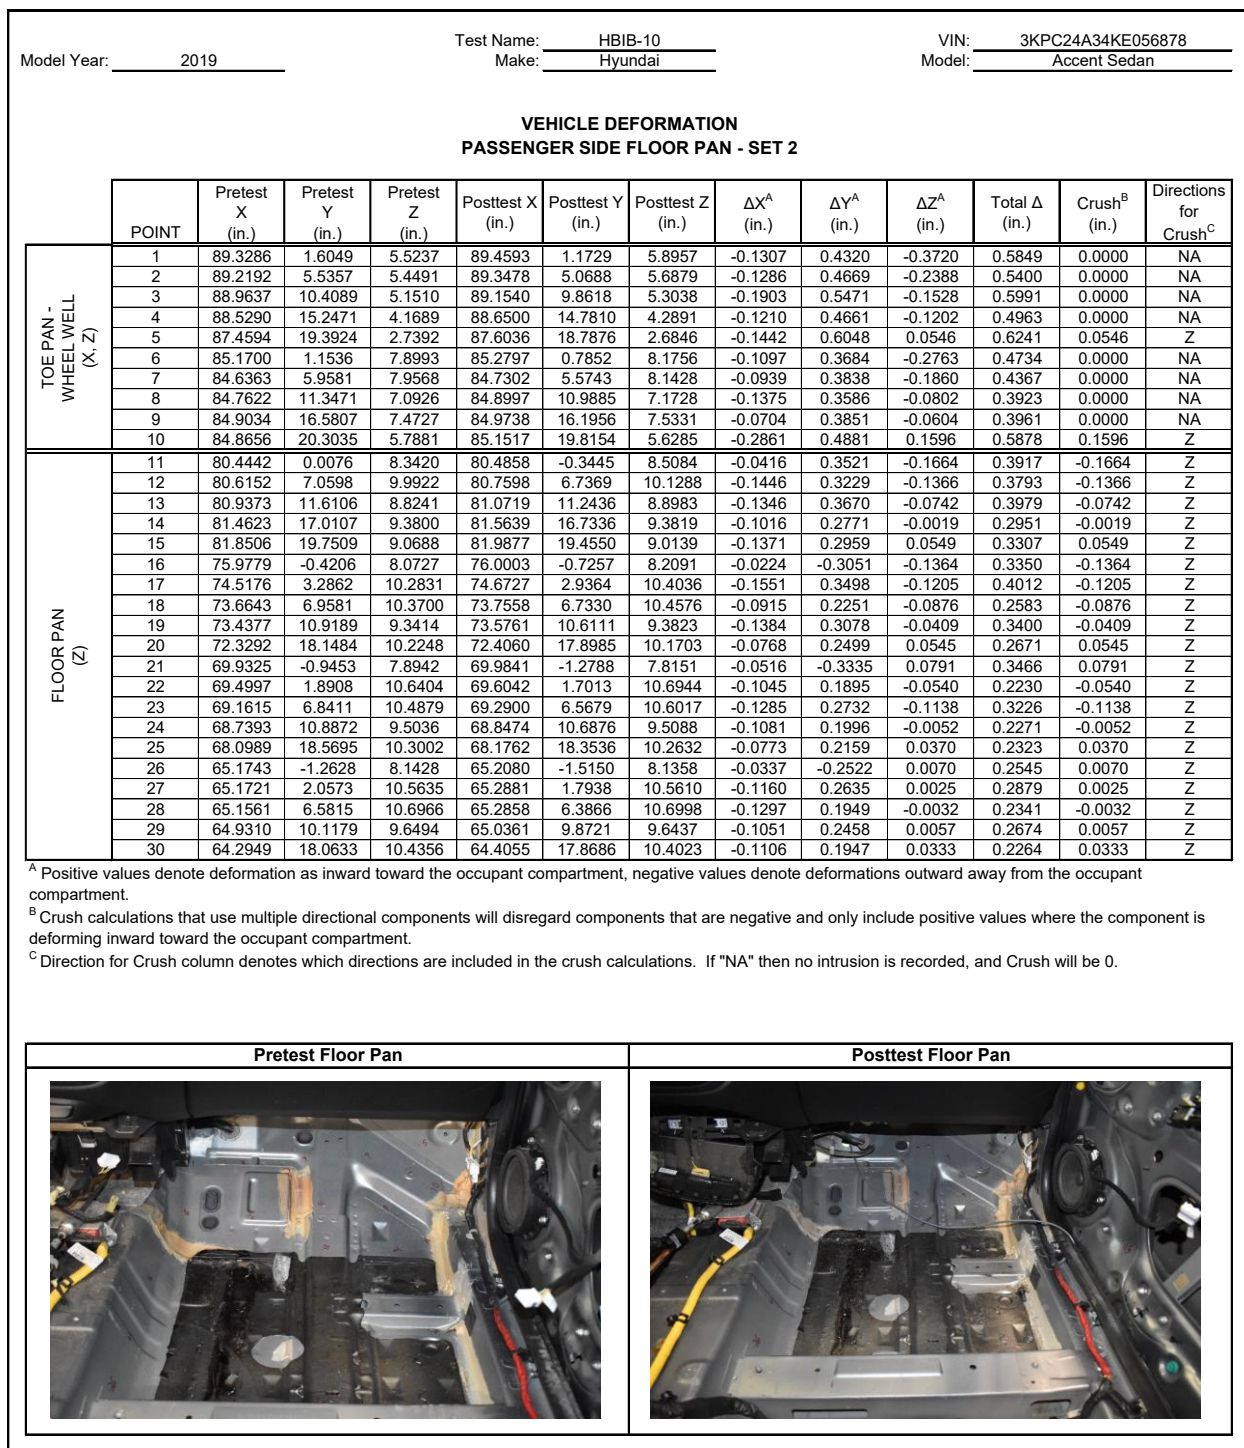 Test Name: HBIB-10 VIN: 3KPC24A34KE056878
Model Year: 2019 Make: Hyundai Model: Accent Sedan
VEHICLE DEFORMATION
PASSENGER SIDE FLOOR PAN - SET 2
POINT Pretest X (in.) Pretest Y (in.) Pretest Z (in.) Posttest X (in.) Posttest Y (in.) Posttest Z (in.) ΔXᴬ (in.) ΔYᴬ (in.) ΔZᴬ (in.) Total Δ (in.) Crushᴮ (in.) Directions for Crushᶜ
TOE PAN - WHEEL WELL (X, Z)
1 89.3286 1.6049 5.5237 89.4593 1.1729 5.8957 -0.1307 0.4320 -0.3720 0.5849 0.0000 NA
2 89.2192 5.5357 5.4491 89.3478 5.0688 5.6879 -0.1286 0.4669 -0.2388 0.5400 0.0000 NA
3 88.9637 10.4089 5.1510 89.1540 9.8618 5.3038 -0.1903 0.5471 -0.1528 0.5991 0.0000 NA
4 88.5290 15.2471 4.1689 88.6500 14.7810 4.2891 -0.1210 0.4661 -0.1202 0.4963 0.0000 NA
5 87.4594 19.3924 2.7392 87.6036 18.7876 2.6846 -0.1442 0.6048 0.0546 0.6241 0.0546 Z
6 85.1700 1.1536 7.8993 85.2797 0.7852 8.1756 -0.1097 0.3684 -0.2763 0.4734 0.0000 NA
7 84.6363 5.9581 7.9568 84.7302 5.5743 8.1428 -0.0939 0.3838 -0.1860 0.4367 0.0000 NA
8 84.7622 11.3471 7.0926 84.8997 10.9885 7.1728 -0.1375 0.3586 -0.0802 0.3923 0.0000 NA
9 84.9034 16.5807 7.4727 84.9738 16.1956 7.5331 -0.0704 0.3851 -0.0604 0.3961 0.0000 NA
10 84.8656 20.3035 5.7881 85.1517 19.8154 5.6285 -0.2861 0.4881 0.1596 0.5878 0.1596 Z
FLOOR PAN (Z)
11 80.4442 0.0076 8.3420 80.4858 -0.3445 8.5084 -0.0416 0.3521 -0.1664 0.3917 -0.1664 Z
12 80.6152 7.0598 9.9922 80.7598 6.7369 10.1288 -0.1446 0.3229 -0.1366 0.3793 -0.1366 Z
13 80.9373 11.6106 8.8241 81.0719 11.2436 8.8983 -0.1346 0.3670 -0.0742 0.3979 -0.0742 Z
14 81.4623 17.0107 9.3800 81.5639 16.7336 9.3819 -0.1016 0.2771 -0.0019 0.2951 -0.0019 Z
15 81.8506 19.7509 9.0688 81.9877 19.4550 9.0139 -0.1371 0.2959 0.0549 0.3307 0.0549 Z
16 75.9779 -0.4206 8.0727 76.0003 -0.7257 8.2091 -0.0224 -0.3051 -0.1364 0.3350 -0.1364 Z
17 74.5176 3.2862 10.2831 74.6727 2.9364 10.4036 -0.1551 0.3498 -0.1205 0.4012 -0.1205 Z
18 73.6643 6.9581 10.3700 73.7558 6.7330 10.4576 -0.0915 0.2251 -0.0876 0.2583 -0.0876 Z
19 73.4377 10.9189 9.3414 73.5761 10.6111 9.3823 -0.1384 0.3078 -0.0409 0.3400 -0.0409 Z
20 72.3292 18.1484 10.2248 72.4060 17.8985 10.1703 -0.0768 0.2499 0.0545 0.2671 0.0545 Z
21 69.9325 -0.9453 7.8942 69.9841 -1.2788 7.8151 -0.0516 -0.3335 0.0791 0.3466 0.0791 Z
22 69.4997 1.8908 10.6404 69.6042 1.7013 10.6944 -0.1045 0.1895 -0.0540 0.2230 -0.0540 Z
23 69.1615 6.8411 10.4879 69.2900 6.5679 10.6017 -0.1285 0.2732 -0.1138 0.3226 -0.1138 Z
24 68.7393 10.8872 9.5036 68.8474 10.6876 9.5088 -0.1081 0.1996 -0.0052 0.2271 -0.0052 Z
25 68.0989 18.5695 10.3002 68.1762 18.3536 10.2632 -0.0773 0.2159 0.0370 0.2323 0.0370 Z
26 65.1743 -1.2628 8.1428 65.2080 -1.5150 8.1358 -0.0337 -0.2522 0.0070 0.2545 0.0070 Z
27 65.1721 2.0573 10.5635 65.2881 1.7938 10.5610 -0.1160 0.2635 0.0025 0.2879 0.0025 Z
28 65.1561 6.5815 10.6966 65.2858 6.3866 10.6998 -0.1297 0.1949 -0.0032 0.2341 -0.0032 Z
29 64.9310 10.1179 9.6494 65.0361 9.8721 9.6437 -0.1051 0.2458 0.0057 0.2674 0.0057 Z
30 64.2949 18.0633 10.4356 64.4055 17.8686 10.4023 -0.1106 0.1947 0.0333 0.2264 0.0333 Z
ᴬ Positive values denote deformation as inward toward the occupant compartment, negative values denote deformations outward away from the occupant
compartment.
ᴮ Crush calculations that use multiple directional components will disregard components that are negative and only include positive values where the component is
deforming inward toward the occupant compartment.
ᶜ Direction for Crush column denotes which directions are included in the crush calculations. If "NA" then no intrusion is recorded, and Crush will be 0.
Pretest Floor Pan Posttest Floor Pan